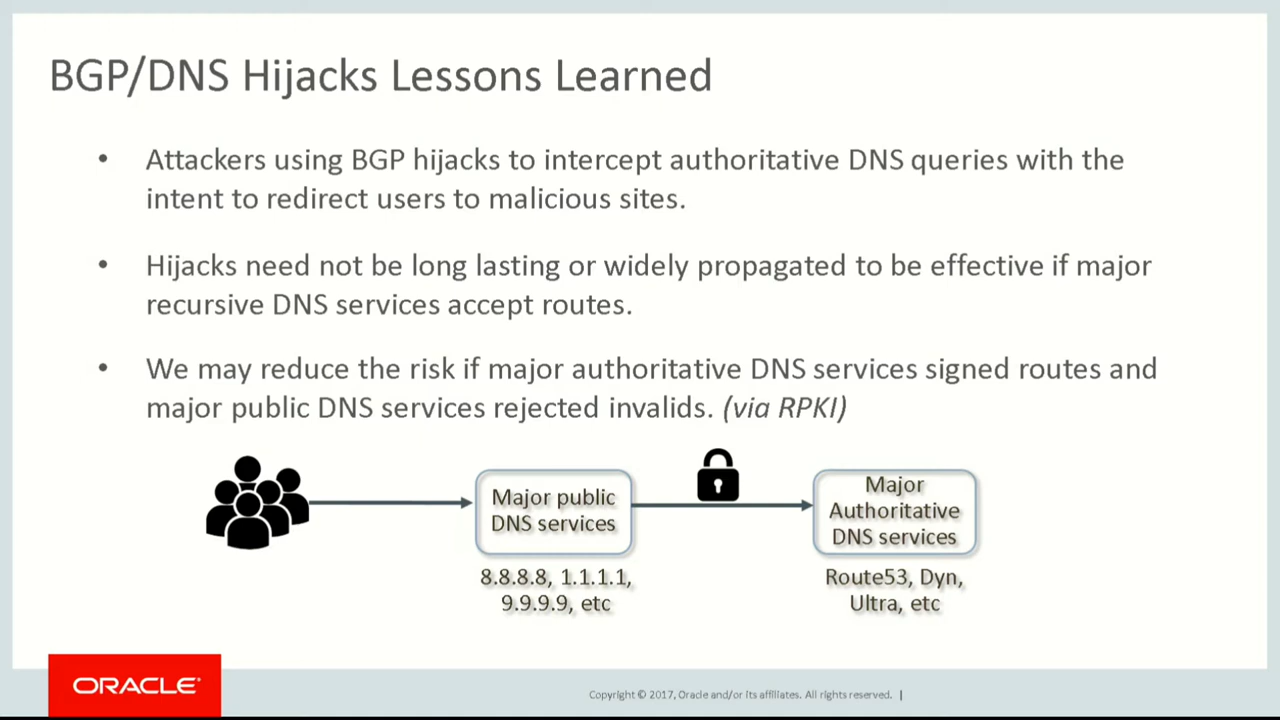 BGP/DNS Hijacks Lessons Learned
• Attackers using BGP hijacks to intercept authoritative DNS queries with the
intent to redirect users to malicious sites.
• Hijacks need not be long lasting or widely propagated to be effective if major
recursive DNS services accept routes.
• We may reduce the risk if major authoritative DNS services signed routes and
major public DNS services rejected invalids. (via RPKI)
Major public
DNS services
8.8.8.8, 1.1.1.1,
9.9.9.9, etc
Major
Authoritative
DNS services
Route53, Dyn,
Ultra, etc
ORACLE®
Copyright © 2017, Oracle and/or its affiliates. All rights reserved. |